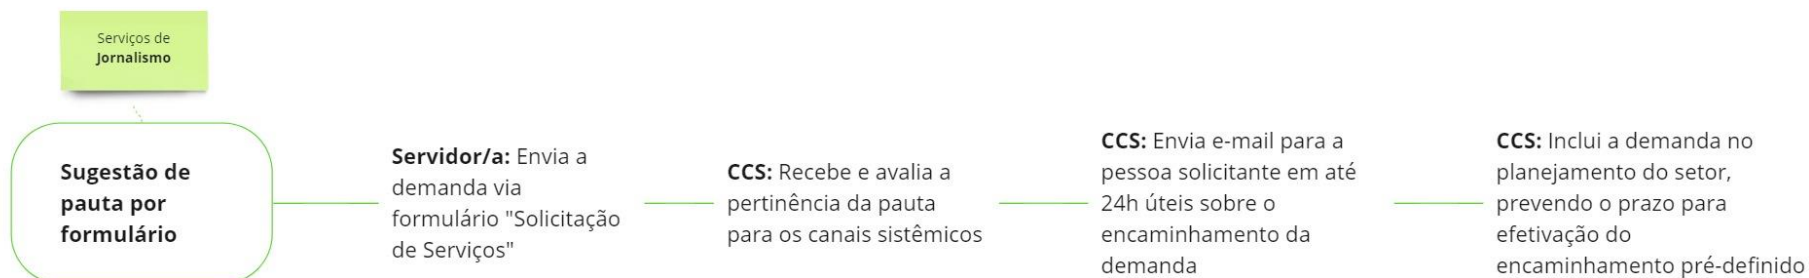 Serviços de
Jornalismo
Sugestão de
pauta por
formulário
Servidor/a: Envia a
demanda via
formulário "Solicitação
de Serviços"
CCS: Recebe e avalia a
pertinência da pauta
para os canais sistêmicos
CCS: Envia e-mail para a
pessoa solicitante em até
24h úteis sobre o
encaminhamento da
demanda
CCS: Inclui a demanda no
planejamento do setor,
prevendo o prazo para
efetivação do
encaminhamento pré-definido